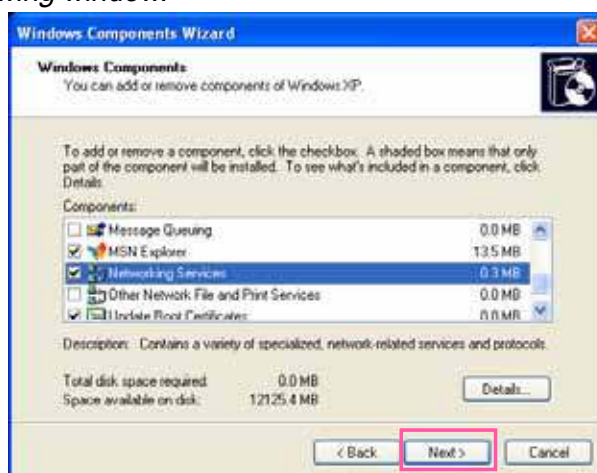 Windows Components Wizard
Windows Components
You can add or remove components of Windows XP.
To add or remove a component, click the checkbox. A shaded box means that only
part of the component will be installed. To see what's included in a component, click
Details.
Components:
Message Queuing 0.0 MB
MSN Explorer 13.5 MB
Networking Services 0.3 MB
Other Network File and Print Services 0.0 MB
Update Root Certificates 0.0 MB
Description: Contains a variety of specialized, network-related services and protocols.
Total disk space required: 0.0 MB
Space available on disk: 12125.4 MB
Details...
< Back Next > Cancel